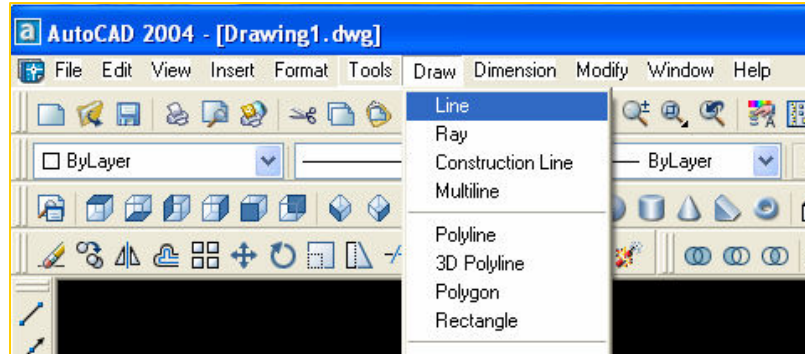 AutoCAD 2004 - [Drawing1.dwg]
File Edit View Insert Format Tools Draw Dimension Modify Window Help
Line
Ray
ByLayer
Construction Line
ByLayer
Multiline
Polyline
3D Polyline
Polygon
Rectangle